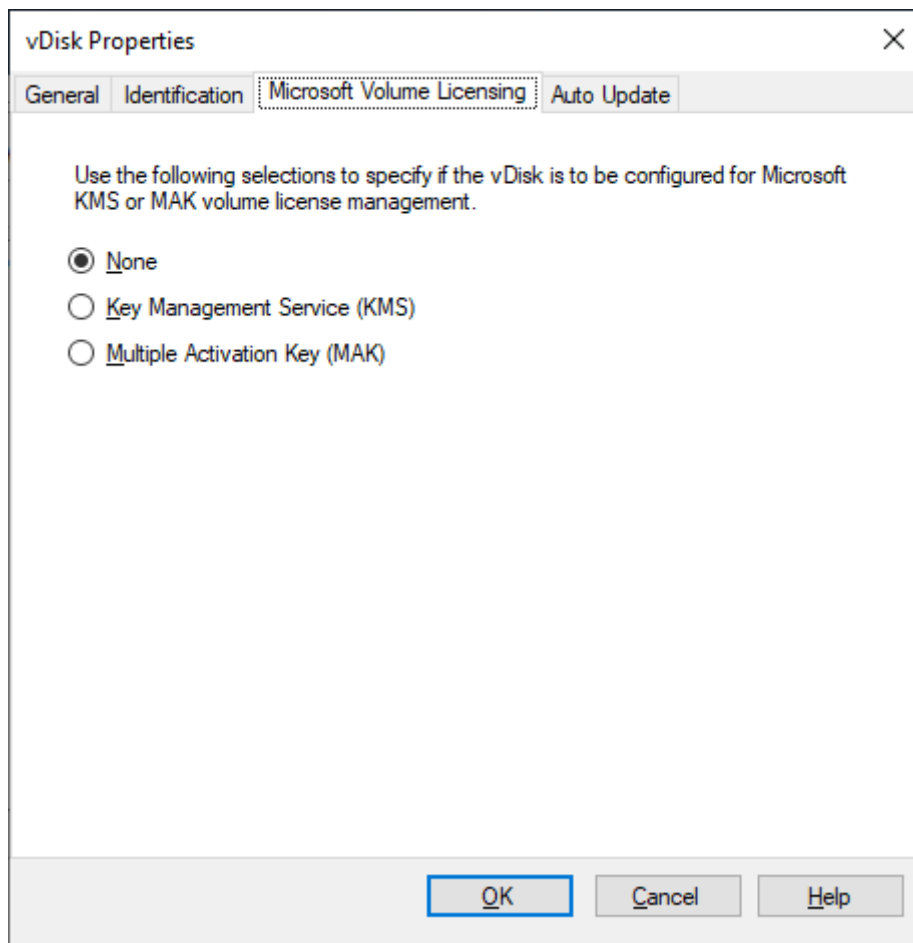 vDisk Properties
General Identification Microsoft Volume Licensing Auto Update
Use the following selections to specify if the vDisk is to be configured for Microsoft
KMS or MAK volume license management.
None
Key Management Service (KMS)
Multiple Activation Key (MAK)
OK Cancel Help